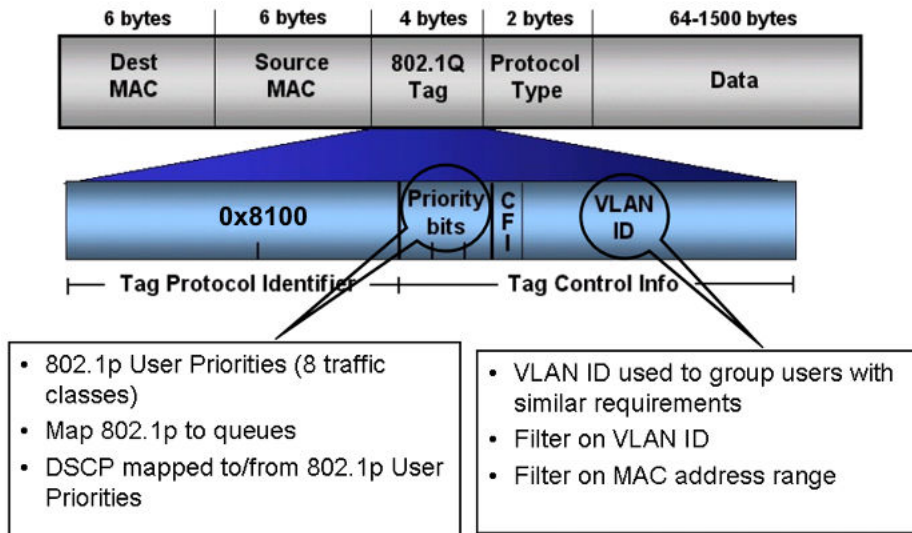 6 bytes 6 bytes 4 bytes 2 bytes 64-1500 bytes
Dest MAC
Source MAC
802.1Q Tag
Protocol Type
Data
0x8100
Priority bits
CFI
VLAN ID
Tag Protocol Identifier
Tag Control Info
• 802.1p User Priorities (8 traffic
classes)
• Map 802.1p to queues
• DSCP mapped to/from 802.1p User
Priorities
• VLAN ID used to group users with
similar requirements
• Filter on VLAN ID
• Filter on MAC address range